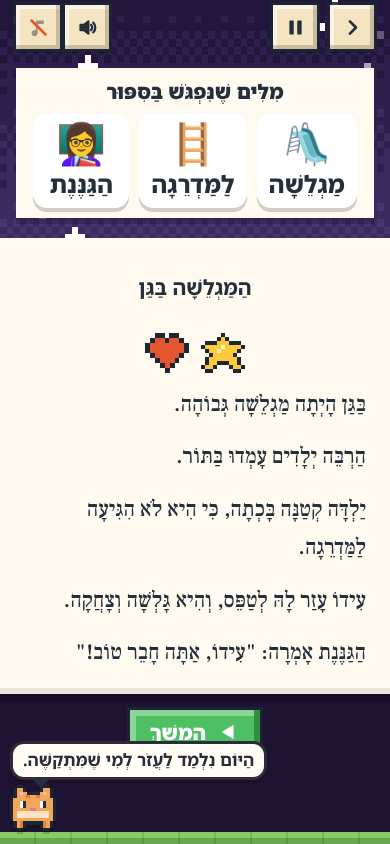 מִלִּים שֶׁנִּפְגֹּשׁ בַּסִּפּוּר
מַגְלֵשָׁה
לַמַּדְרֵגָה
הַגַּנֶּנֶת
הַמַּגְלֵשָׁה בַּגַּן
בַּגַּן הָיְתָה מַגְלֵשָׁה גְּבוֹהָה.
הַרְבֵּה יְלָדִים עָמְדוּ בַּתּוֹר.
יַלְדָּה קְטַנָּה בָּכְתָה, כִּי הִיא לֹא הִגִּיעָה
לַמַּדְרֵגָה.
עִידוֹ עָזַר לָהּ לְטַפֵּס, וְהִיא גָּלְשָׁה וְצָחֲקָה.
הַגַּנֶּנֶת אָמְרָה: "עִידוֹ, אַתָּה חָבֵר טוֹב!"
הַמְשֵׁךְ
הַיּוֹם נִלְמַד לַעֲזֹר לְמִי שֶׁמִּתְקַשֶּׁה.